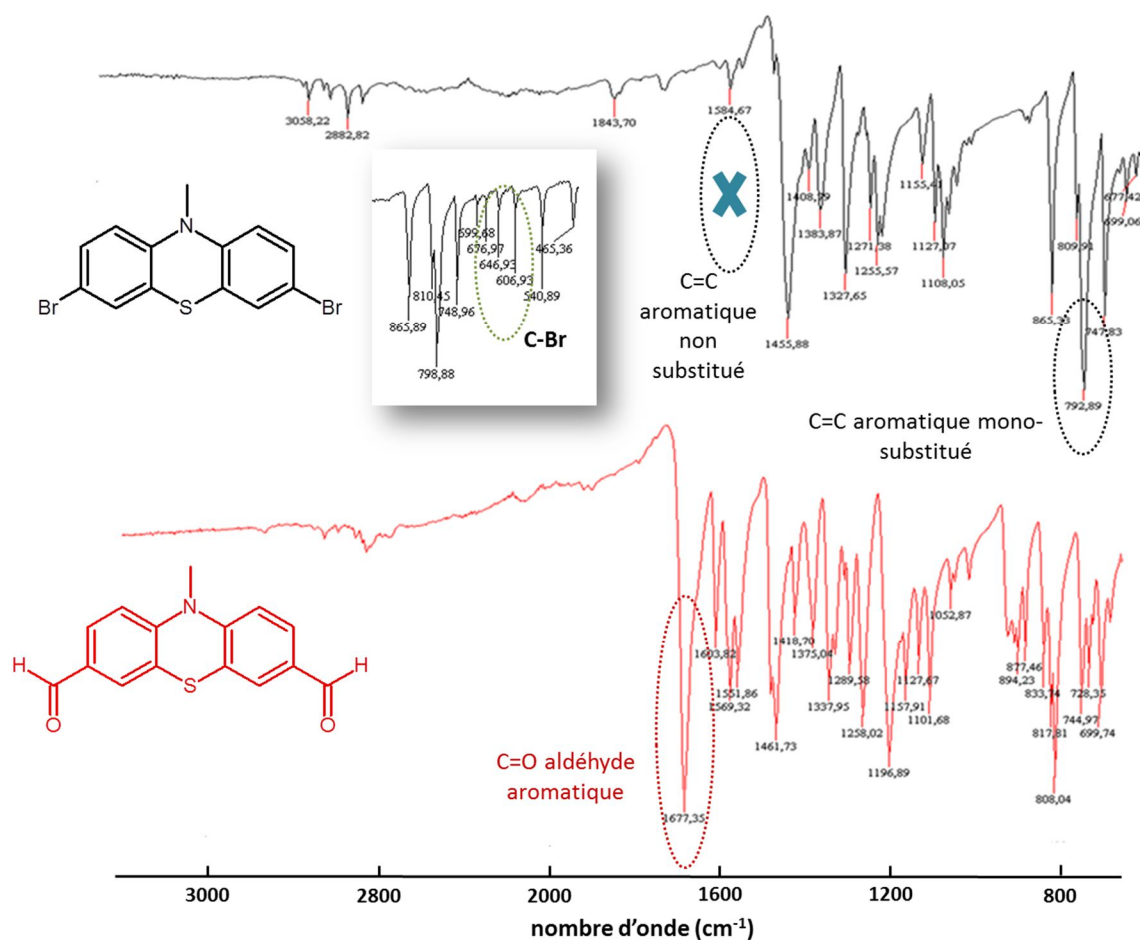 3058,22
2882,82
1843,70
1584,67
1408,79
1383,87
1455,88
1327,65
1271,38
1255,57
1155,41
1127,07
1108,05
865,33
809,91
747,83
792,89
677,42
699,06
N
S
Br
Br
865,89
810,45
798,88
748,96
699,68
676,97
646,93
606,93
540,89
465,36
C-Br
C=C
aromatique
non
substitué
C=C aromatique mono-
substitué
N
S
H
O
H
O
C=O aldéhyde
aromatique
1677,35
1603,82
1569,32
1551,86
1461,73
1418,70
1375,04
1337,95
1289,58
1258,02
1196,89
1157,91
1127,67
1101,68
1052,87
894,23
877,46
833,74
817,81
808,04
744,97
728,35
699,74
3000
2800
2000
1600
1200
800
nombre d'onde (cm⁻¹)